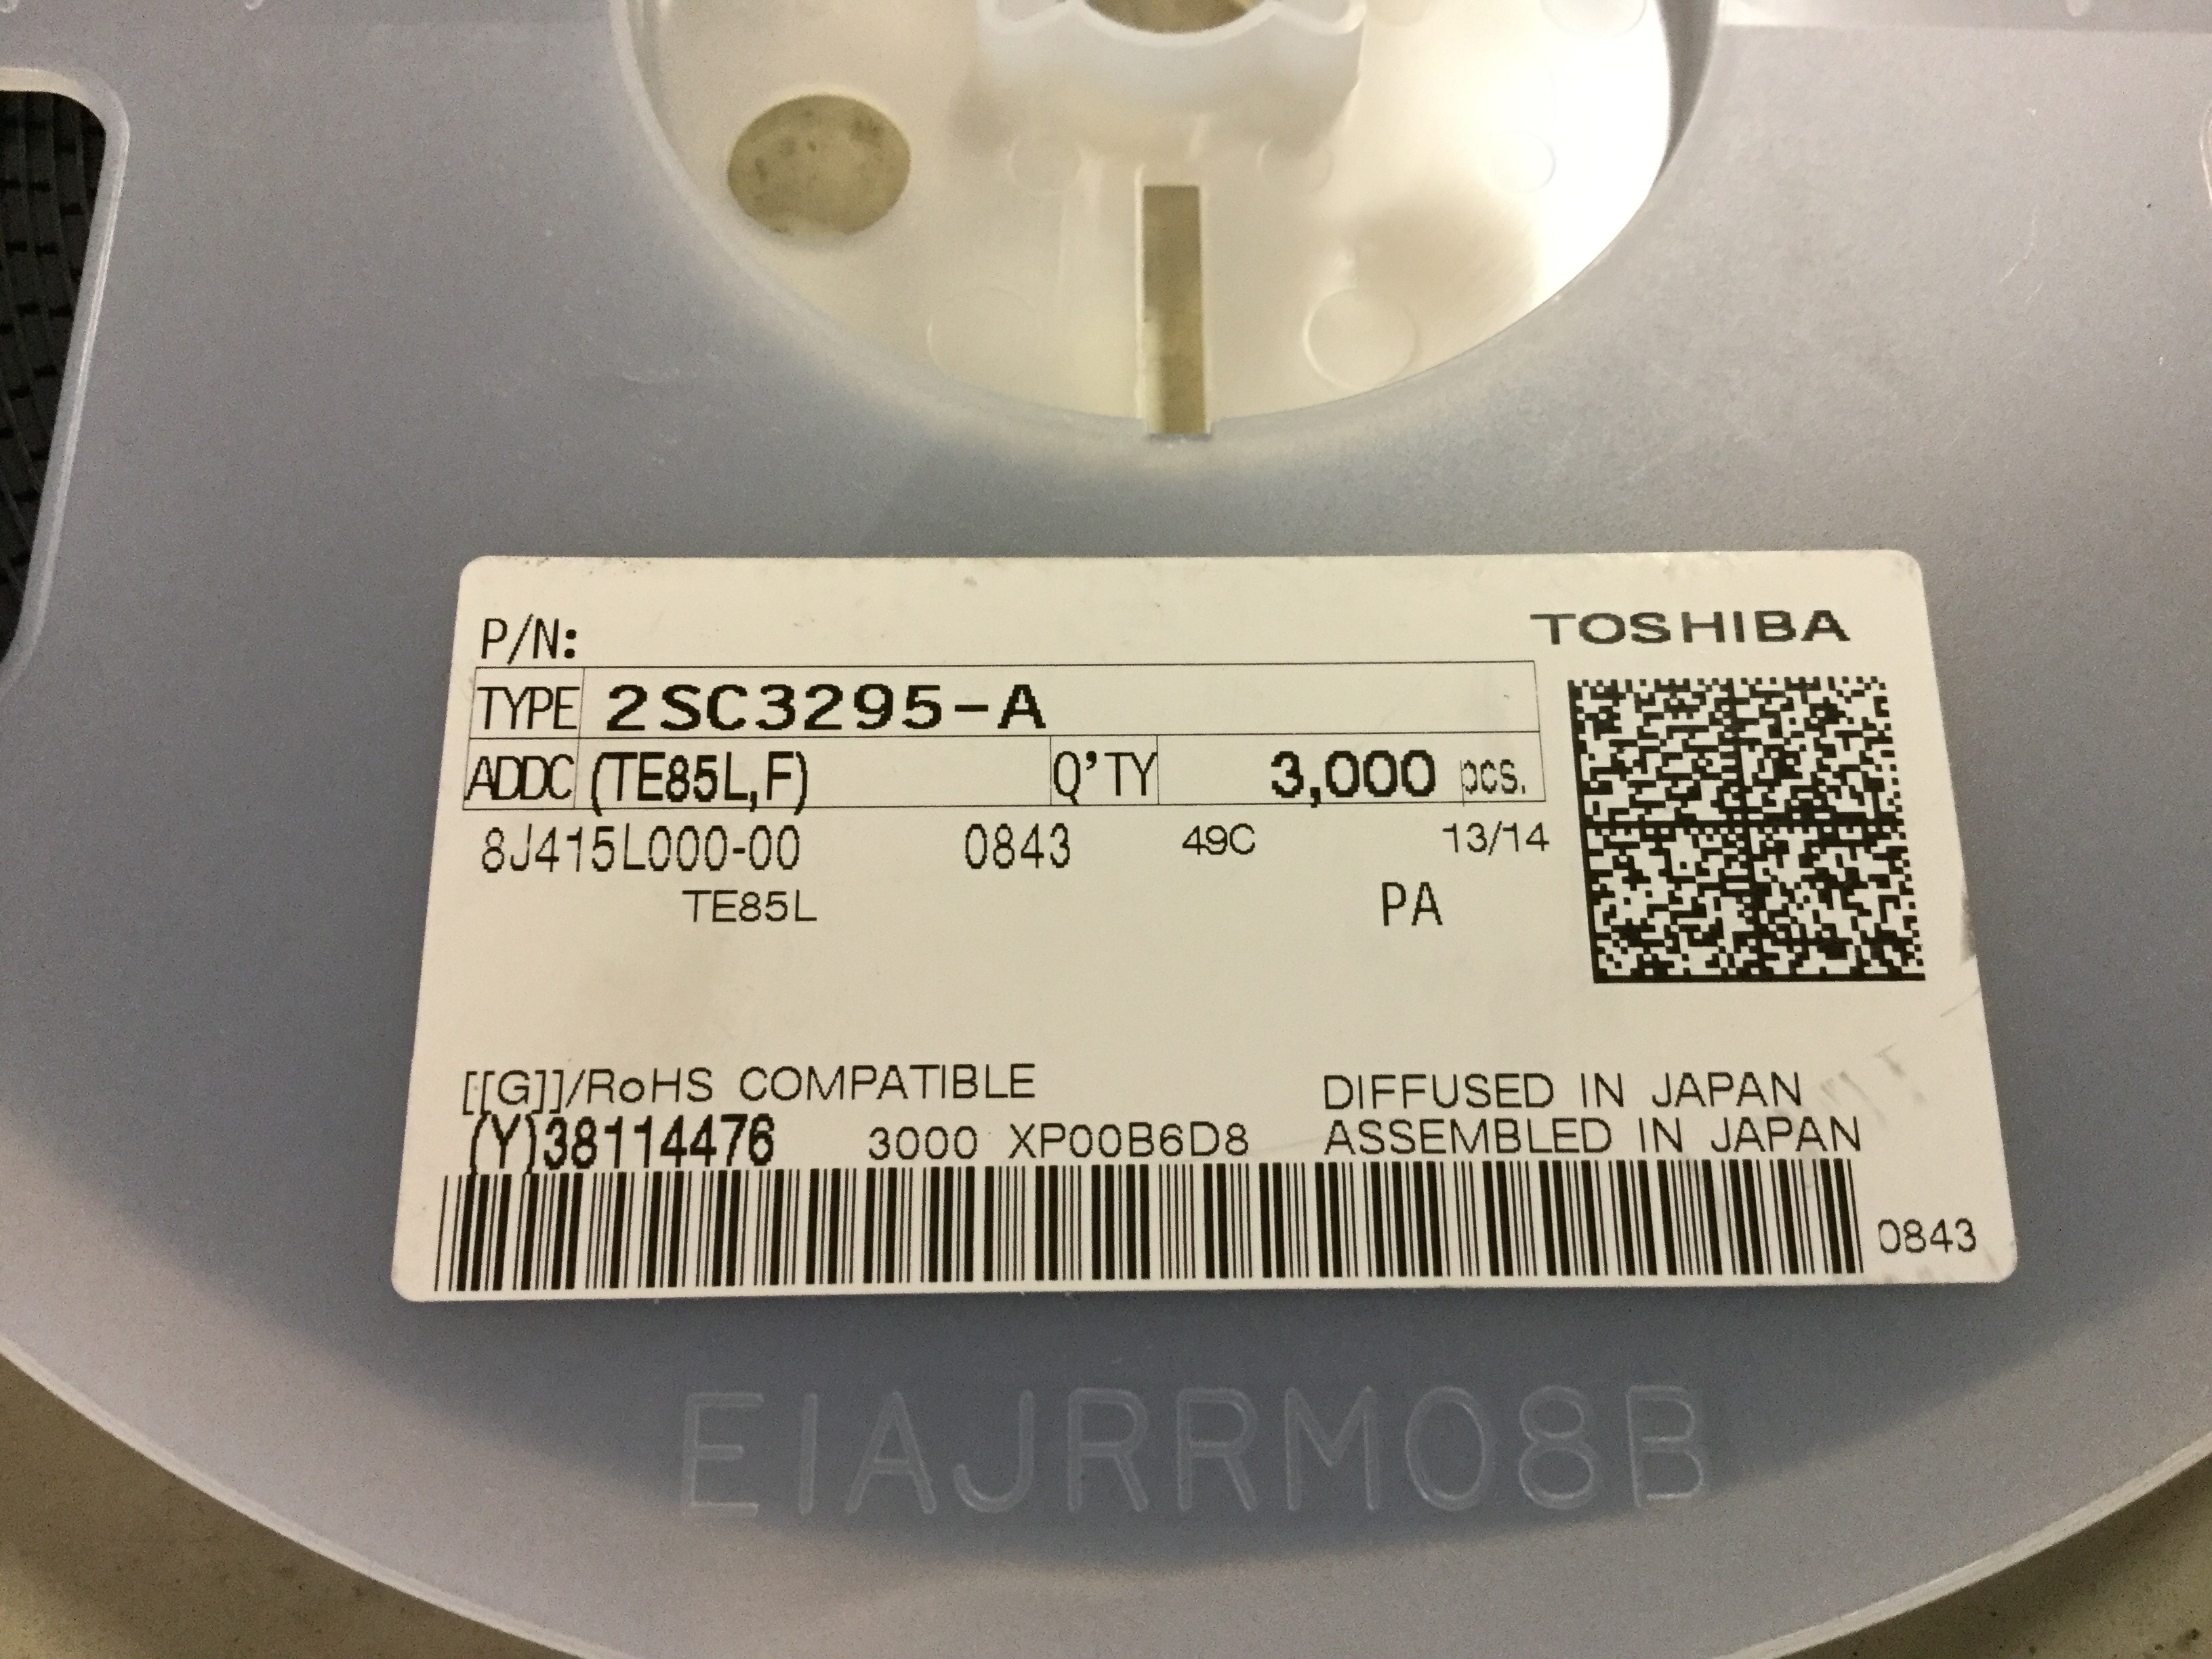 P/N:
TOSHIBA
TYPE 2SC3295-A
ADDC (TE85L,F) Q'TY 3,000 pcs.
8J415L000-00 0843 49C 13/14
TE85L PA
[[G]]/RoHS COMPATIBLE DIFFUSED IN JAPAN
(Y)38114476 3000 XP00B6D8 ASSEMBLED IN JAPAN
0843
EIAJRRM08B